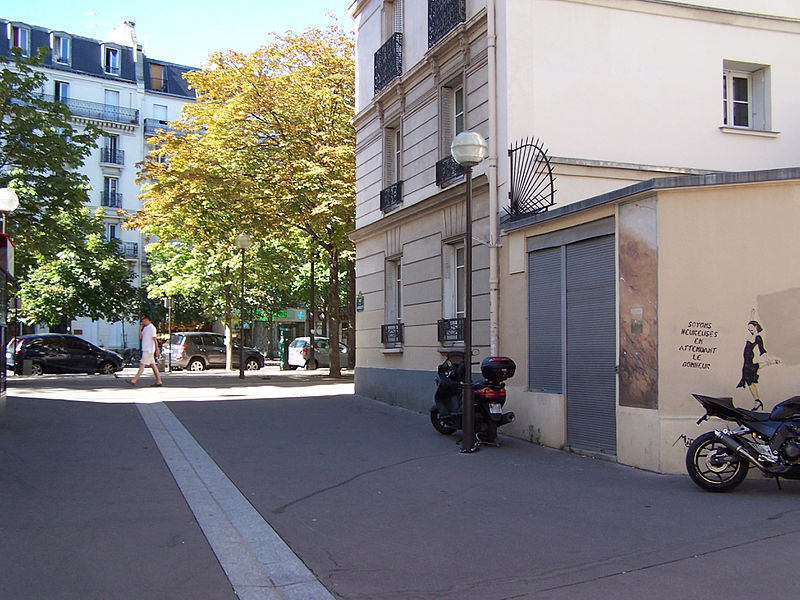 SOYONS
HEUREUSES
EN
ATTENDANT
LE
BONHEUR